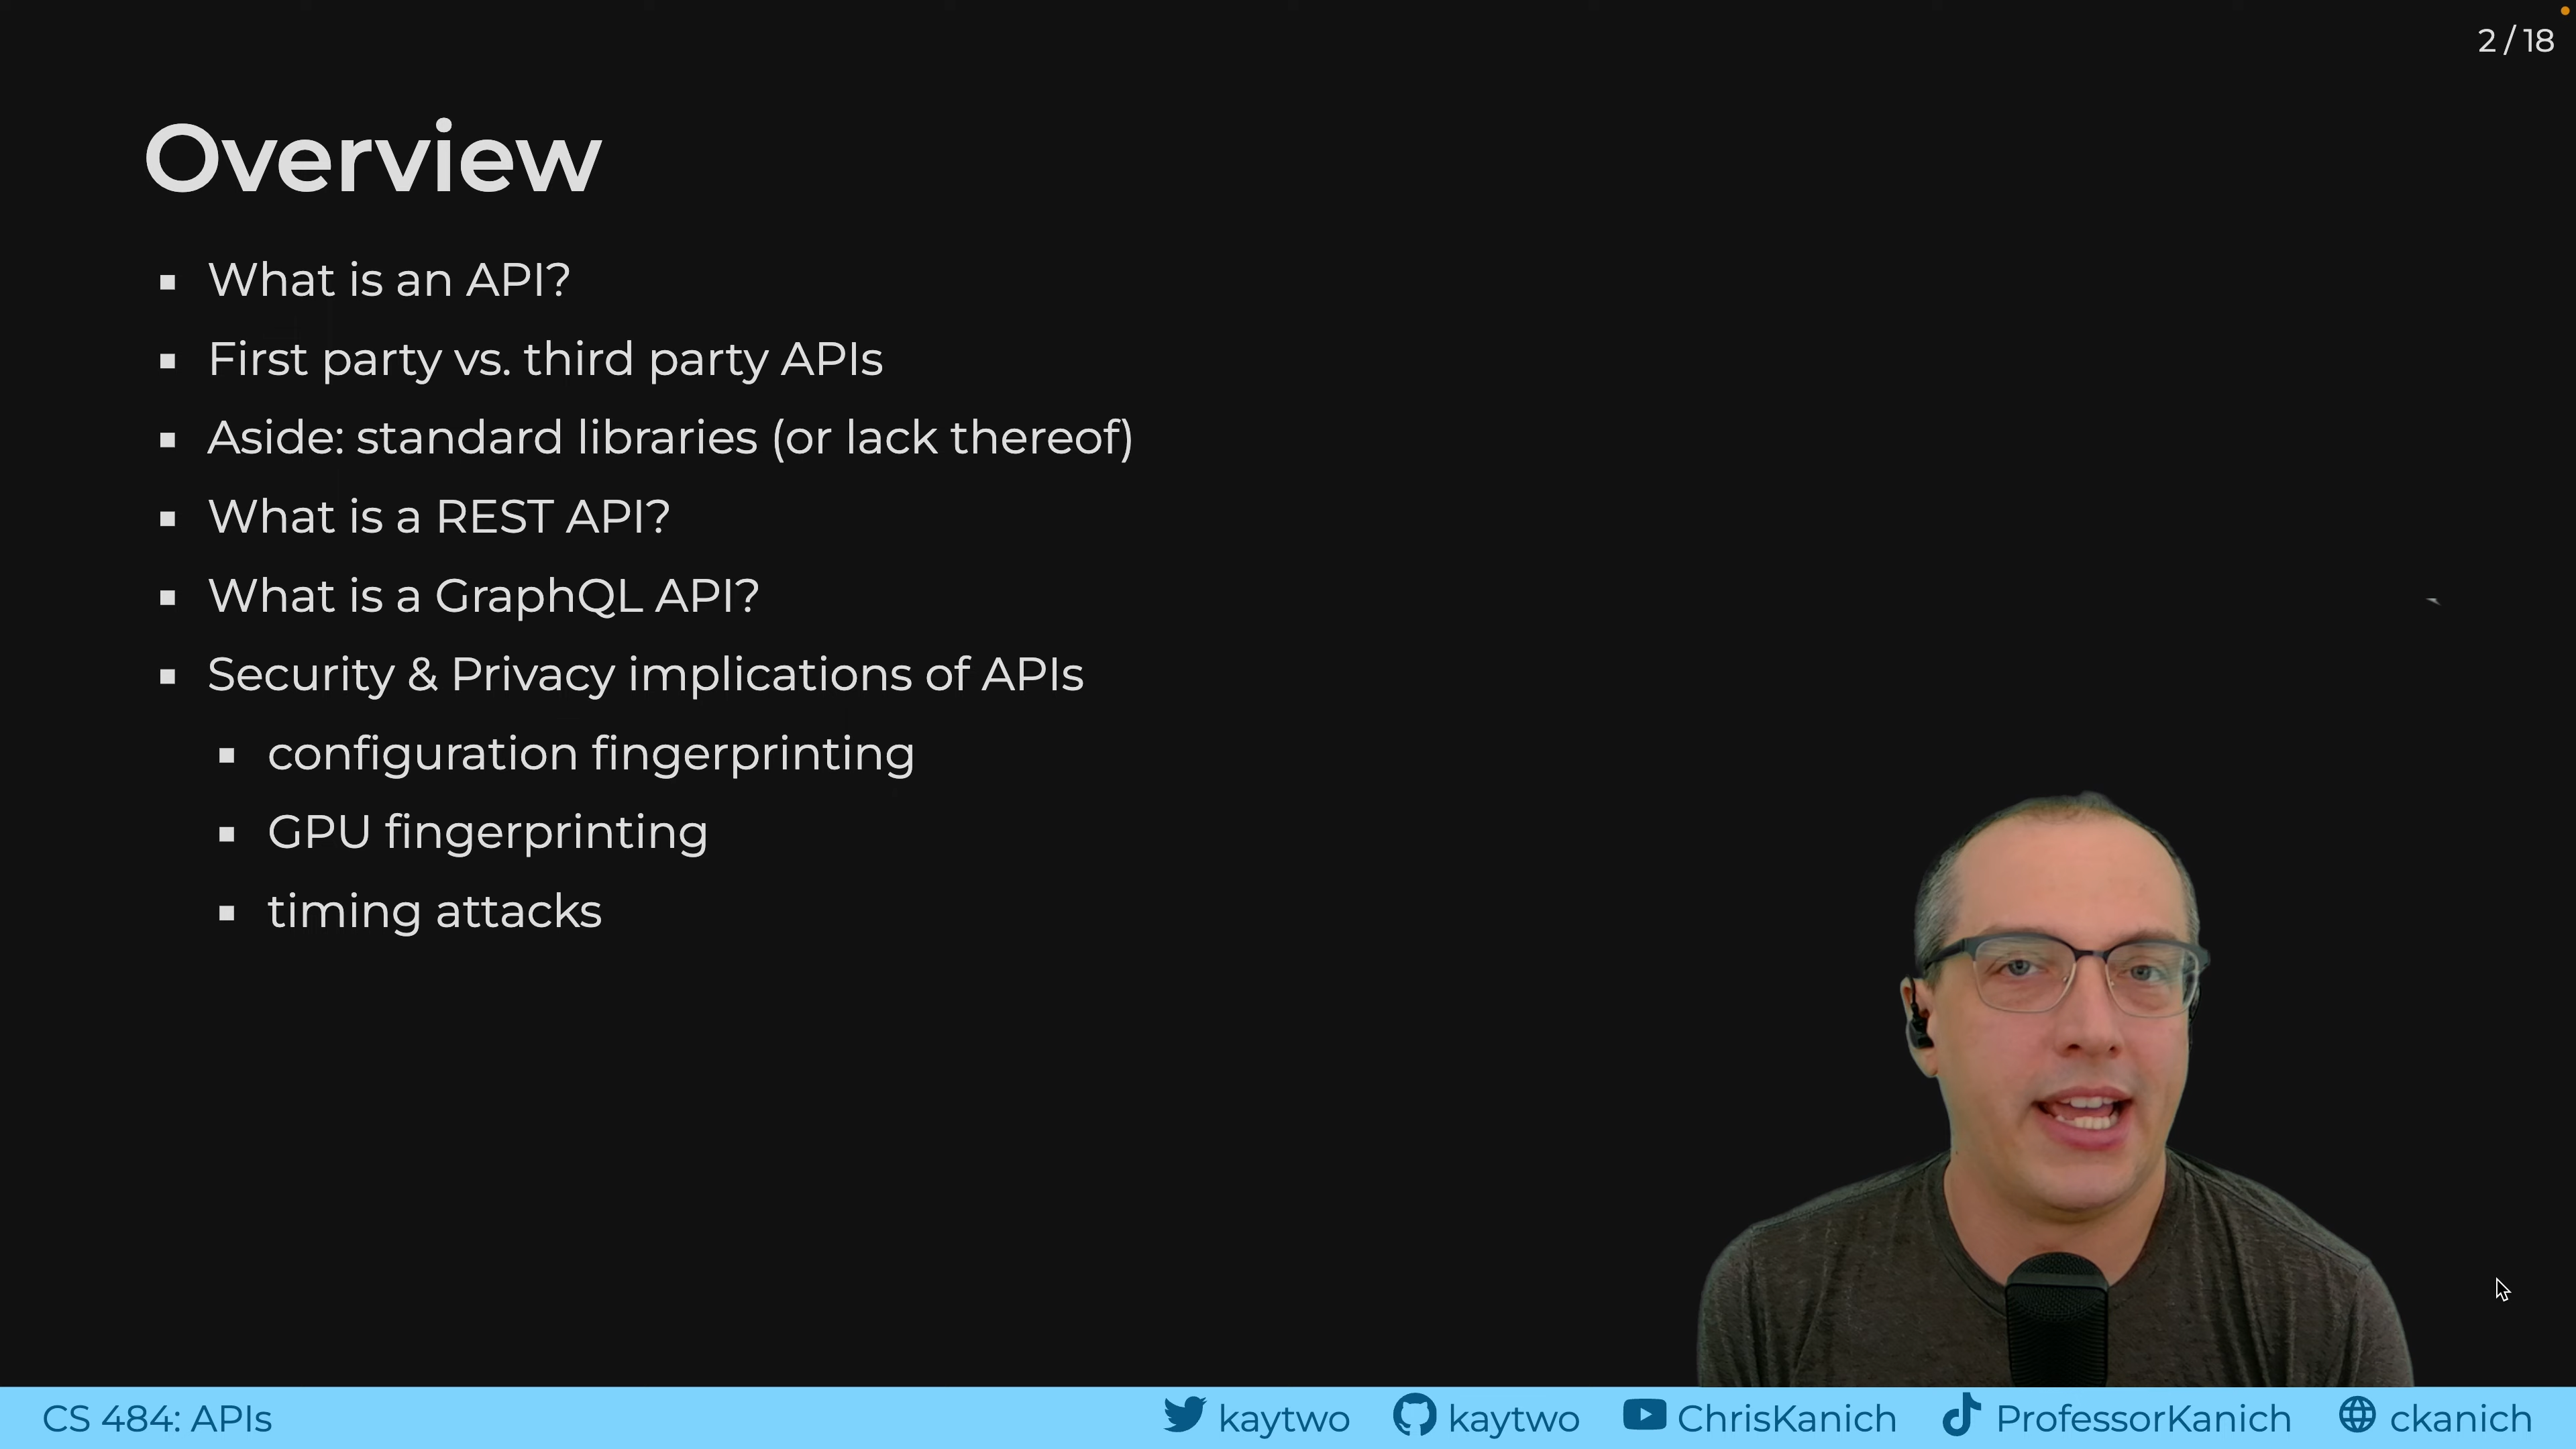 2 / 18
Overview
What is an API?
First party vs. third party APIs
Aside: standard libraries (or lack thereof)
What is a REST API?
What is a GraphQL API?
Security & Privacy implications of APIs
configuration fingerprinting
GPU fingerprinting
timing attacks
CS 484: APIs kaytwo kaytwo ChrisKanich ProfessorKanich ckanich